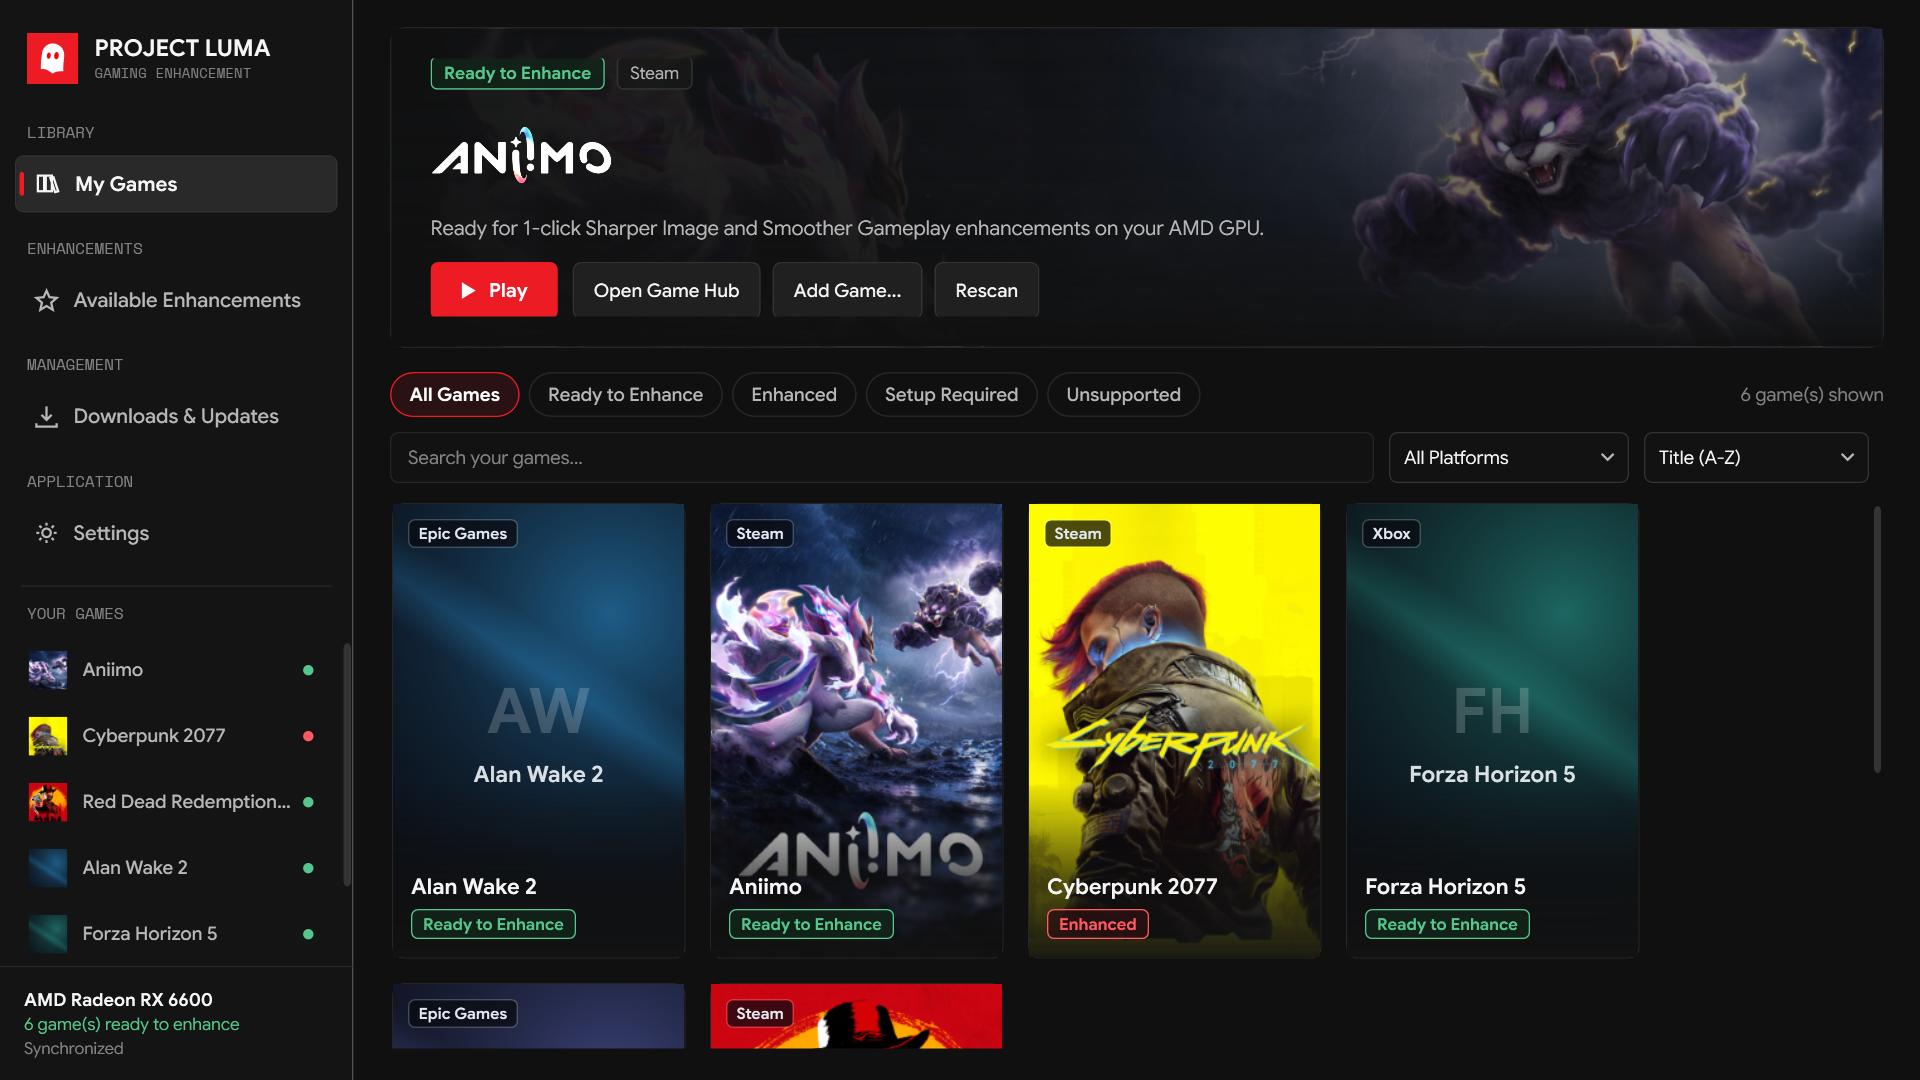 PROJECT LUMA
GAMING ENHANCEMENT
LIBRARY
My Games
ENHANCEMENTS
Available Enhancements
MANAGEMENT
Downloads & Updates
APPLICATION
Settings
YOUR GAMES
Aniimo
Cyberpunk 2077
Red Dead Redemption...
Alan Wake 2
Forza Horizon 5
AMD Radeon RX 6600
6 game(s) ready to enhance
Synchronized
Ready to Enhance Steam
ANIIMO
Ready for 1-click Sharper Image and Smoother Gameplay enhancements on your AMD GPU.
Play Open Game Hub Add Game... Rescan
All Games Ready to Enhance Enhanced Setup Required Unsupported 6 game(s) shown
Search your games... All Platforms Title (A-Z)
Epic Games
AW
Alan Wake 2
Alan Wake 2
Ready to Enhance
Steam
ANIIMO
Aniimo
Ready to Enhance
Steam
CYBERPUNK
2077
Cyberpunk 2077
Enhanced
Xbox
FH
Forza Horizon 5
Forza Horizon 5
Ready to Enhance
Epic Games
Steam